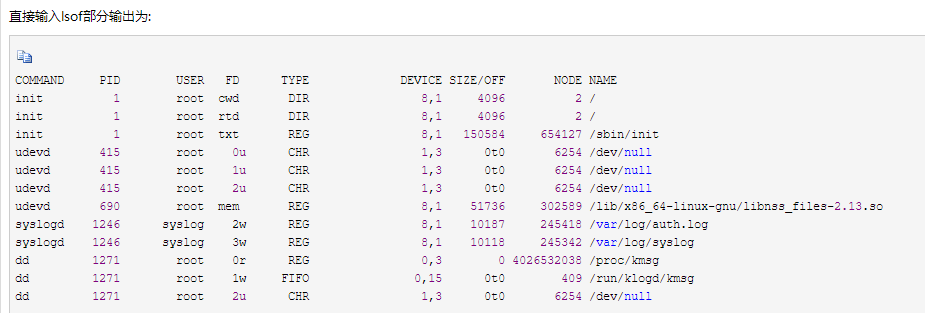 直接输入lsof部分输出为:
COMMAND PID USER FD TYPE DEVICE SIZE/OFF NODE NAME
init 1 root cwd DIR 8,1 4096 2 /
init 1 root rtd DIR 8,1 4096 2 /
init 1 root txt REG 8,1 150584 654127 /sbin/init
udevd 415 root 0u CHR 1,3 0t0 6254 /dev/null
udevd 415 root 1u CHR 1,3 0t0 6254 /dev/null
udevd 415 root 2u CHR 1,3 0t0 6254 /dev/null
udevd 690 root mem REG 8,1 51736 302589 /lib/x86_64-linux-gnu/libnss_files-2.13.so
syslogd 1246 syslog 2w REG 8,1 10187 245418 /var/log/auth.log
syslogd 1246 syslog 3w REG 8,1 10118 245342 /var/log/syslog
dd 1271 root 0r REG 0,3 0 4026532038 /proc/kmsg
dd 1271 root 1w FIFO 0,15 0t0 409 /run/klogd/kmsg
dd 1271 root 2u CHR 1,3 0t0 6254 /dev/null